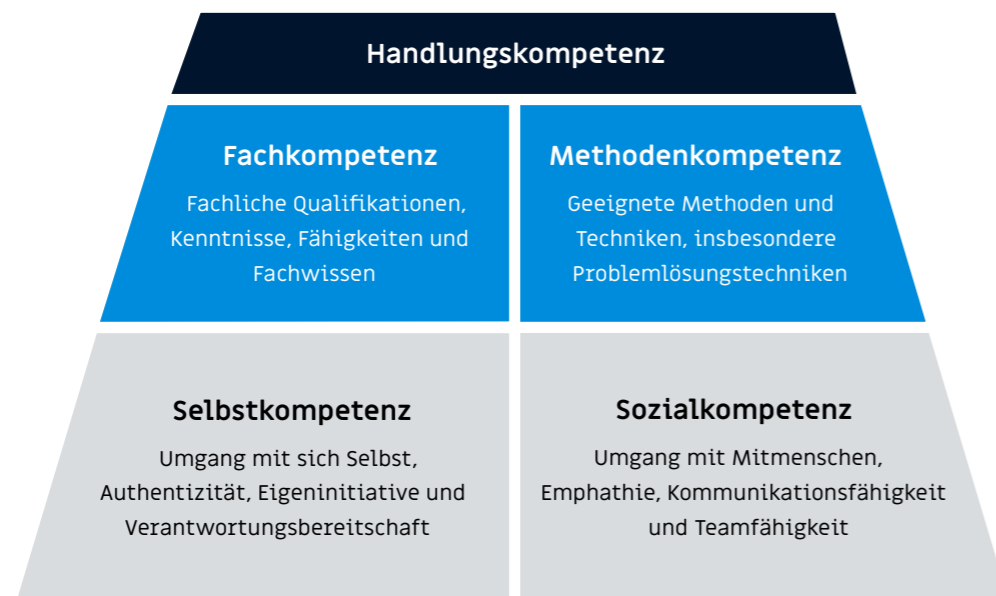 Handlungskompetenz
Fachkompetenz
Fachliche Qualifikationen,
Kenntnisse, Fähigkeiten und
Fachwissen
Methodenkompetenz
Geeignete Methoden und
Techniken, insbesondere
Problemlösungstechniken
Selbstkompetenz
Umgang mit sich Selbst,
Authentizität, Eigeninitiative und
Verantwortungsbereitschaft
Sozialkompetenz
Umgang mit Mitmenschen,
Emphathie, Kommunikationsfähigkeit
und Teamfähigkeit